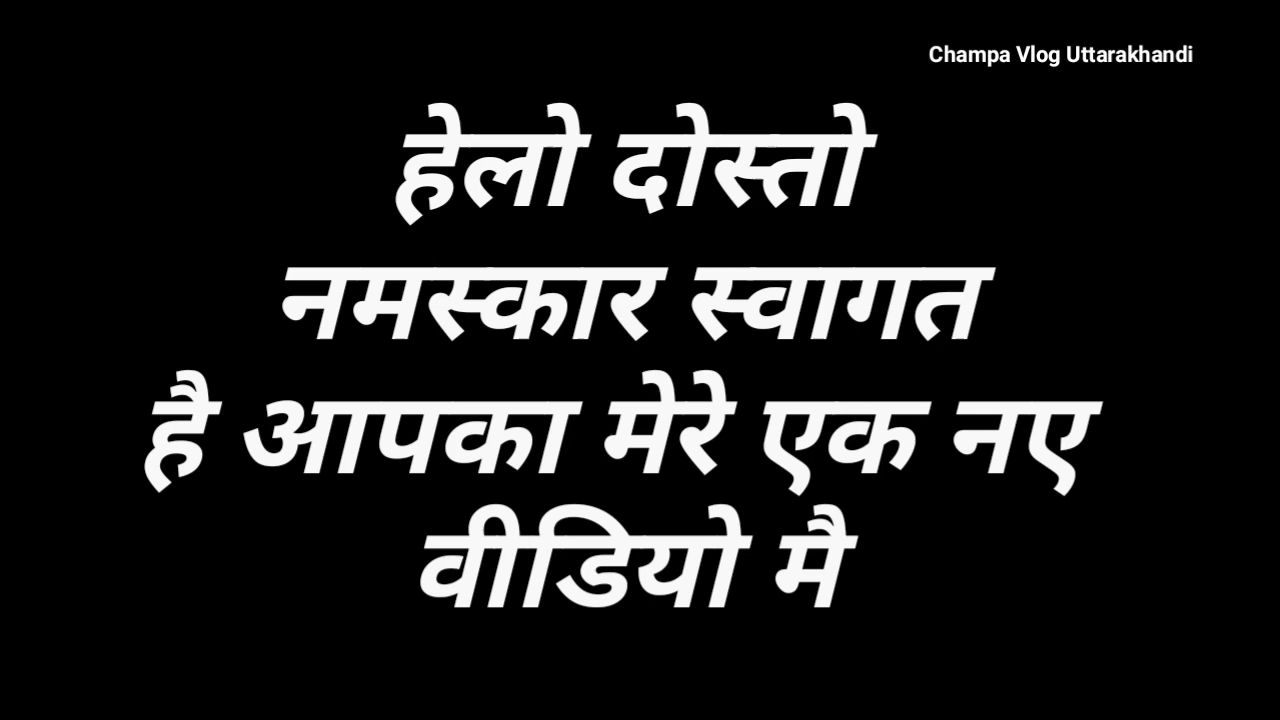 Champa Vlog Uttarakhandi
हेलो दोस्तो
नमस्कार स्वागत
है आपका मेरे एक नए
वीडियो मै